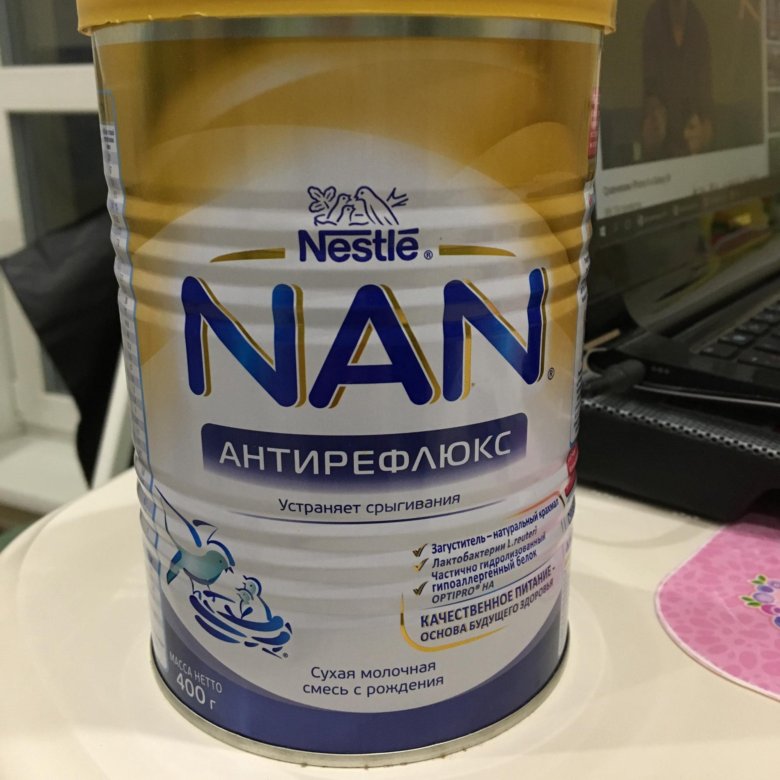 Nestlé®
NAN®
АНТИРЕФЛЮКС
Устраняет срыгивания
Загуститель – натуральный крахмал
Лактобактерии L.reuteri
Частично гидролизованный
гипоаллергенный белок
OPTIPRO® HA
КАЧЕСТВЕННОЕ ПИТАНИЕ -
ОСНОВА БУДУЩЕГО ЗДОРОВЬЯ
МАССА НЕТТО
400 г
Сухая молочная
смесь с рождения